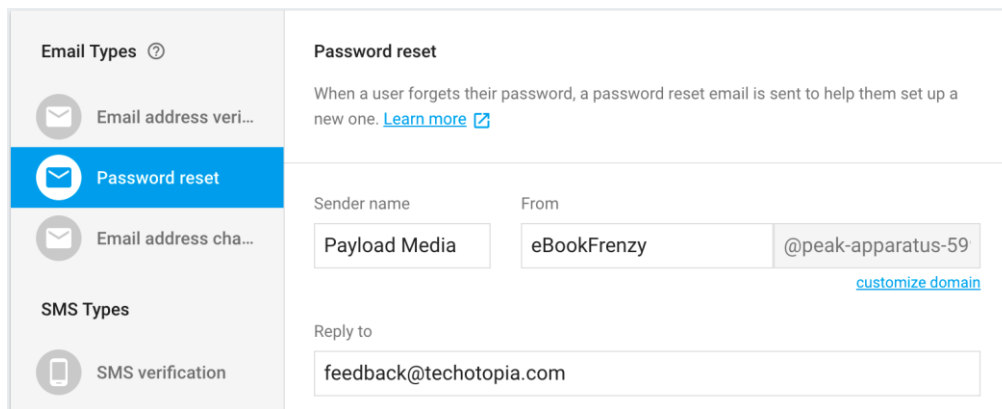 Email Types
Email address veri...
Password reset
Email address cha...
SMS Types
SMS verification
Password reset
When a user forgets their password, a password reset email is sent to help them set up a
new one. Learn more
Sender name
From
Payload Media
eBookFrenzy
@peak-apparatus-59
customize domain
Reply to
feedback@techotopia.com